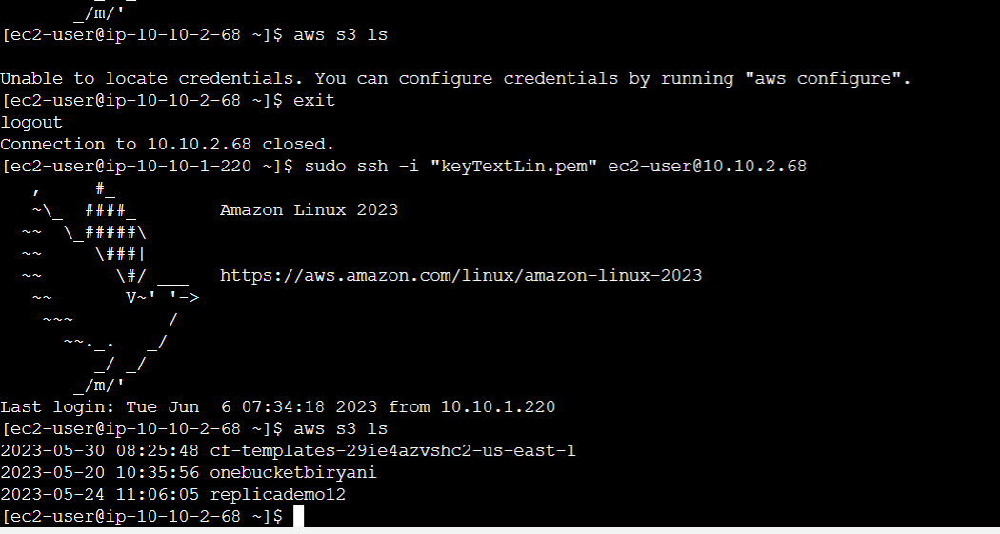 _/m/'
[ec2-user@ip-10-10-2-68 ~]$ aws s3 ls
Unable to locate credentials. You can configure credentials by running "aws configure".
[ec2-user@ip-10-10-2-68 ~]$ exit
logout
Connection to 10.10.2.68 closed.
[ec2-user@ip-10-10-1-220 ~]$ sudo ssh -i "keyTextLin.pem" ec2-user@10.10.2.68
   ,     #_
   ~\_  ####_        Amazon Linux 2023
  ~~  \_#####\
  ~~     \###|
  ~~       \#/ ___   https://aws.amazon.com/linux/amazon-linux-2023
   ~~       V~' '->
    ~~~         /
      ~~._.   _/
         _/ _/
       _/m/'
Last login: Tue Jun  6 07:34:18 2023 from 10.10.1.220
[ec2-user@ip-10-10-2-68 ~]$ aws s3 ls
2023-05-30 08:25:48 cf-templates-29ie4azvshc2-us-east-1
2023-05-20 10:35:56 onebucketbiryani
2023-05-24 11:06:05 replicademo12
[ec2-user@ip-10-10-2-68 ~]$